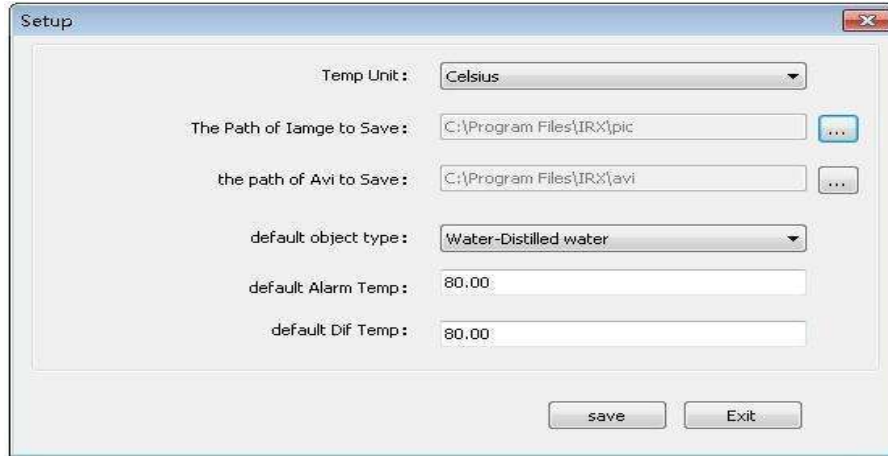 Setup
Temp Unit: Celsius
The Path of Iamge to Save: C:\Program Files\IRX\pic ...
the path of Avi to Save: C:\Program Files\IRX\avi ...
default object type: Water-Distilled water
default Alarm Temp: 80.00
default Dif Temp: 80.00
save Exit